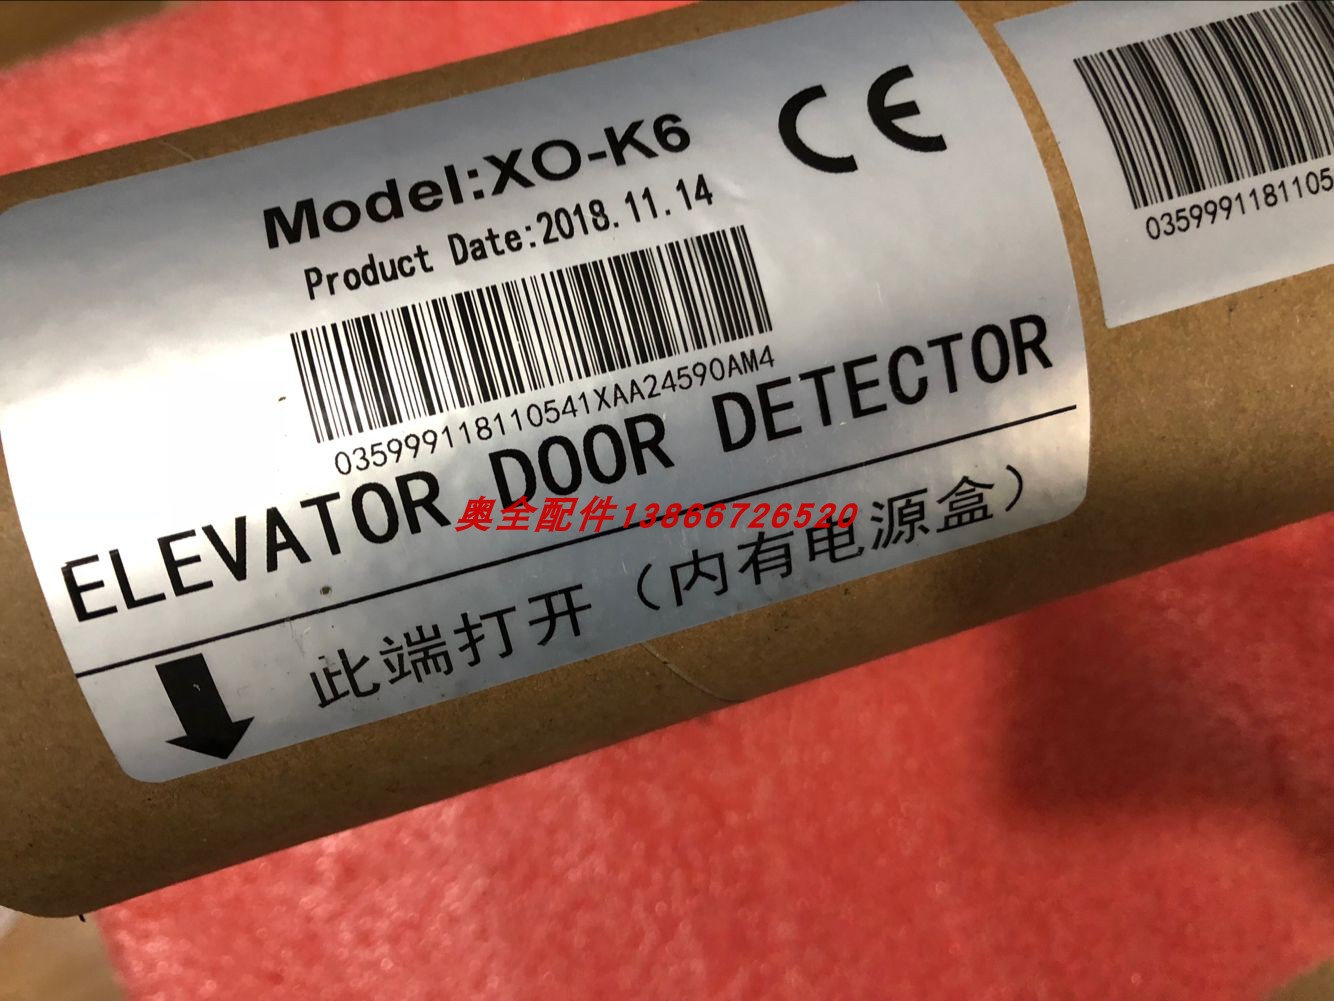 Model:XO-K6
CE
Product Date:2018.11.14
035999118110541XAA24590AM4
ELEVATOR DOOR DETECTOR
奥全配件13866726520
此端打开（内有电源盒）
0359991181105